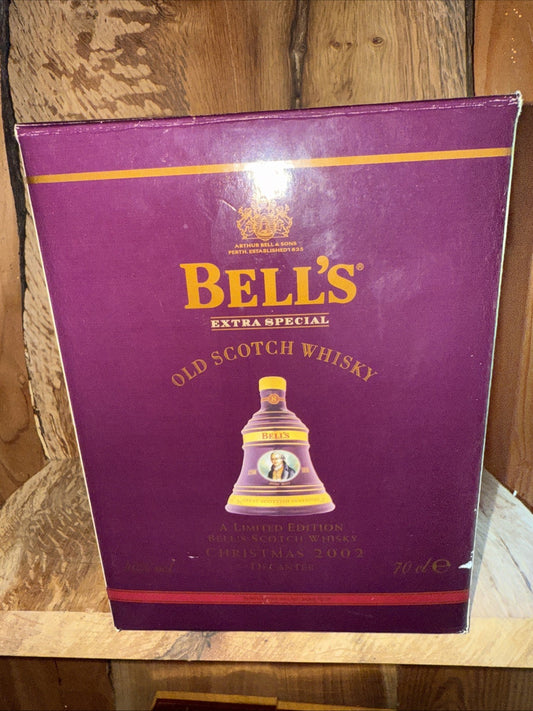 ARTHUR BELL & SONS
PERTH. ESTABLISHED 1825
BELL'S®
EXTRA SPECIAL
OLD SCOTCH WHISKY
8
BELL'S
A LIMITED EDITION
BELL'S SCOTCH WHISKY
CHRISTMAS 2002
DECANTER
70 cl e